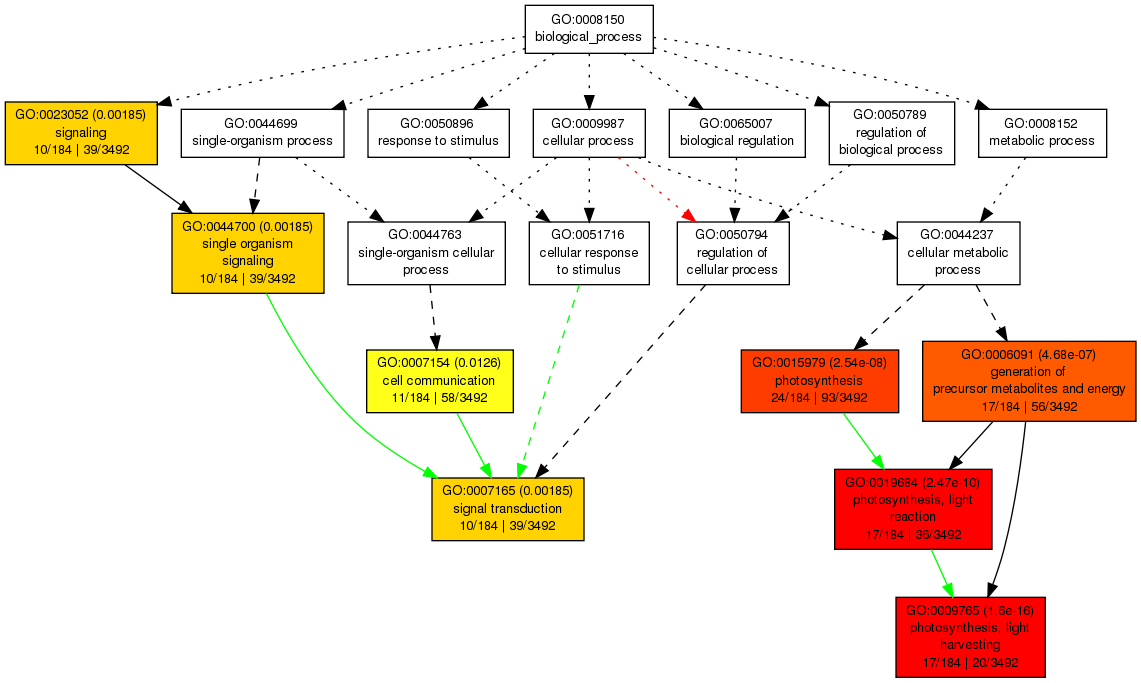 GO:0008150
biological_process
GO:0023052 (0.00185)
signaling
10/184 | 39/3492
GO:0044699
single-organism process
GO:0050896
response to stimulus
GO:0009987
cellular process
GO:0065007
biological regulation
GO:0050789
regulation of
biological process
GO:0008152
metabolic process
GO:0044700 (0.00185)
single organism
signaling
10/184 | 39/3492
GO:0044763
single-organism cellular
process
GO:0051716
cellular response
to stimulus
GO:0050794
regulation of
cellular process
GO:0044237
cellular metabolic
process
GO:0007154 (0.0126)
cell communication
11/184 | 58/3492
GO:0015979 (2.54e-08)
photosynthesis
24/184 | 93/3492
GO:0006091 (4.68e-07)
generation of
precursor metabolites and energy
17/184 | 56/3492
GO:0007165 (0.00185)
signal transduction
10/184 | 39/3492
GO:0019684 (2.47e-10)
photosynthesis, light
reaction
17/184 | 36/3492
GO:0009765 (1.6e-16)
photosynthesis, light
harvesting
17/184 | 20/3492